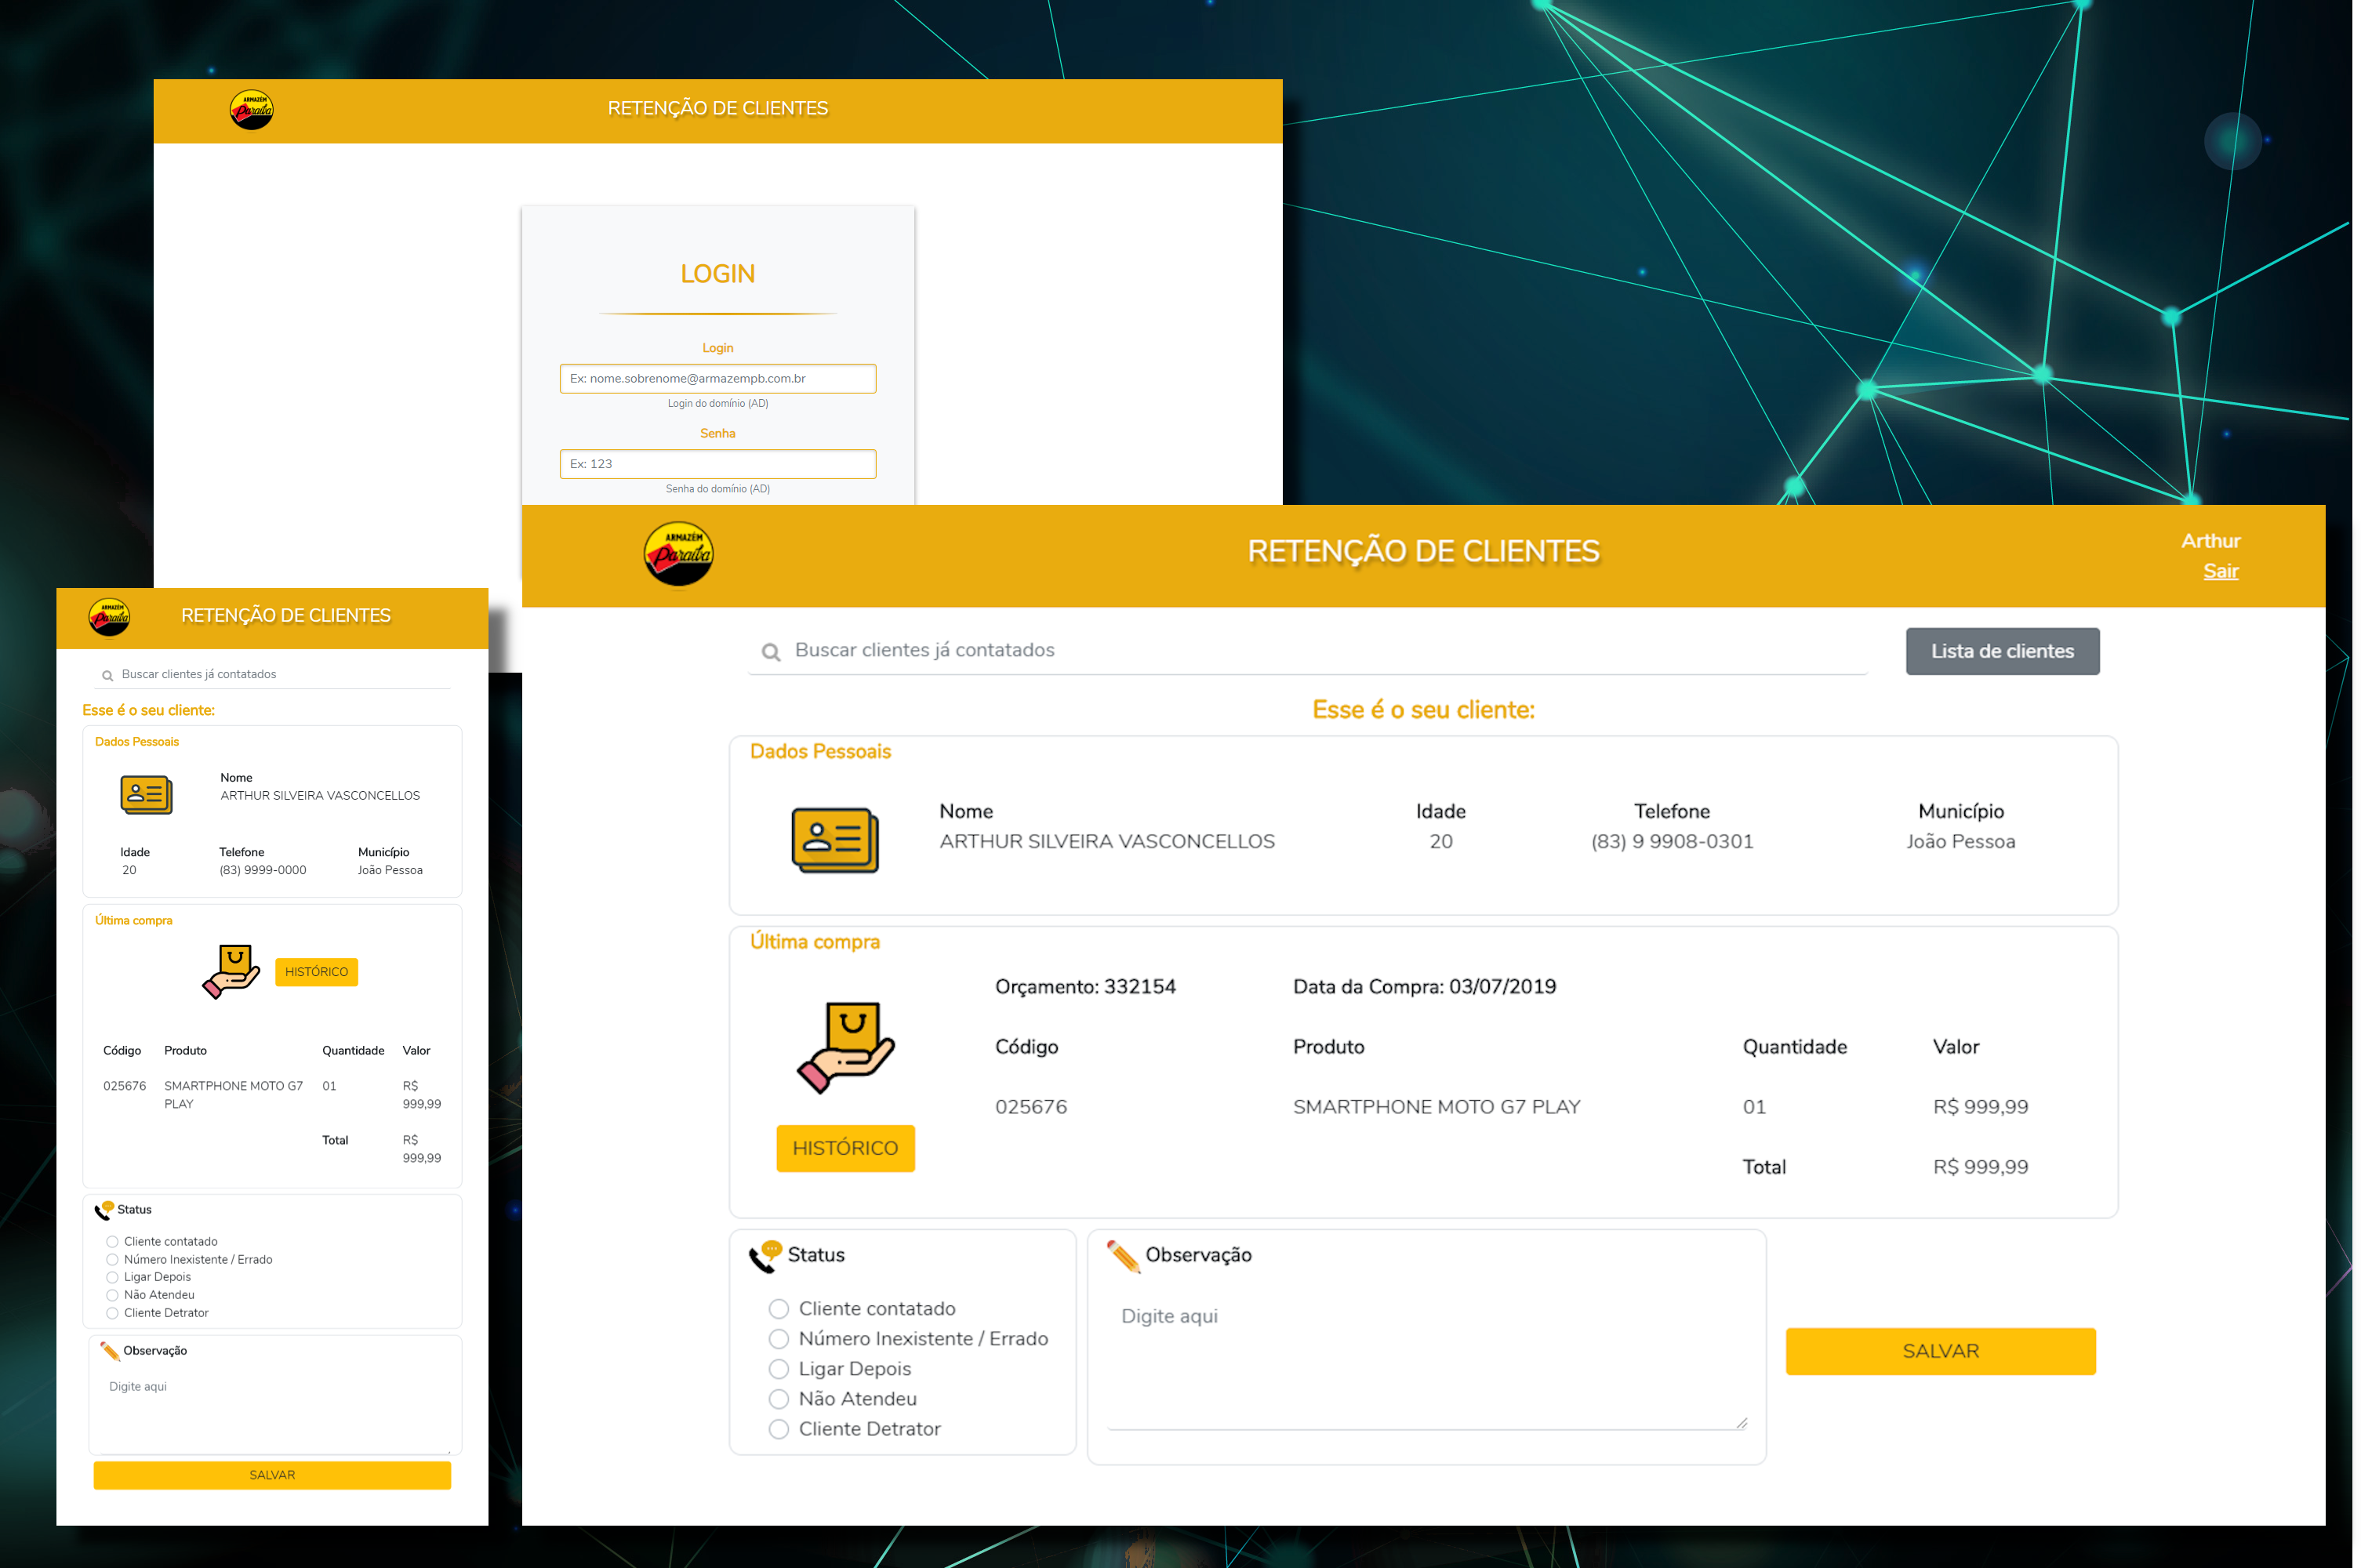 ARMAZÉM
Paraíba
RETENÇÃO DE CLIENTES
LOGIN
Login
Ex: nome.sobrenome@armazempb.com.br
Login do domínio (AD)
Senha
Ex: 123
Senha do domínio (AD)
ARMAZÉM
Paraíba
RETENÇÃO DE CLIENTES
Arthur
Sair
Buscar clientes já contatados
Lista de clientes
Esse é o seu cliente:
Dados Pessoais
Nome Idade Telefone Município
ARTHUR SILVEIRA VASCONCELLOS 20 (83) 9 9908-0301 João Pessoa
Última compra
Orçamento: 332154 Data da Compra: 03/07/2019
Código Produto Quantidade Valor
025676 SMARTPHONE MOTO G7 PLAY 01 R$ 999,99
HISTÓRICO
Total R$ 999,99
Status
Cliente contatado
Número Inexistente / Errado
Ligar Depois
Não Atendeu
Cliente Detrator
Observação
Digite aqui
SALVAR
ARMAZÉM
Paraíba
RETENÇÃO DE CLIENTES
Buscar clientes já contatados
Esse é o seu cliente:
Dados Pessoais
Nome
ARTHUR SILVEIRA VASCONCELLOS
Idade Telefone Município
20 (83) 9999-0000 João Pessoa
Última compra
HISTÓRICO
Código Produto Quantidade Valor
025676 SMARTPHONE MOTO G7 01 R$
PLAY 999,99
Total R$
999,99
Status
Cliente contatado
Número Inexistente / Errado
Ligar Depois
Não Atendeu
Cliente Detrator
Observação
Digite aqui
SALVAR